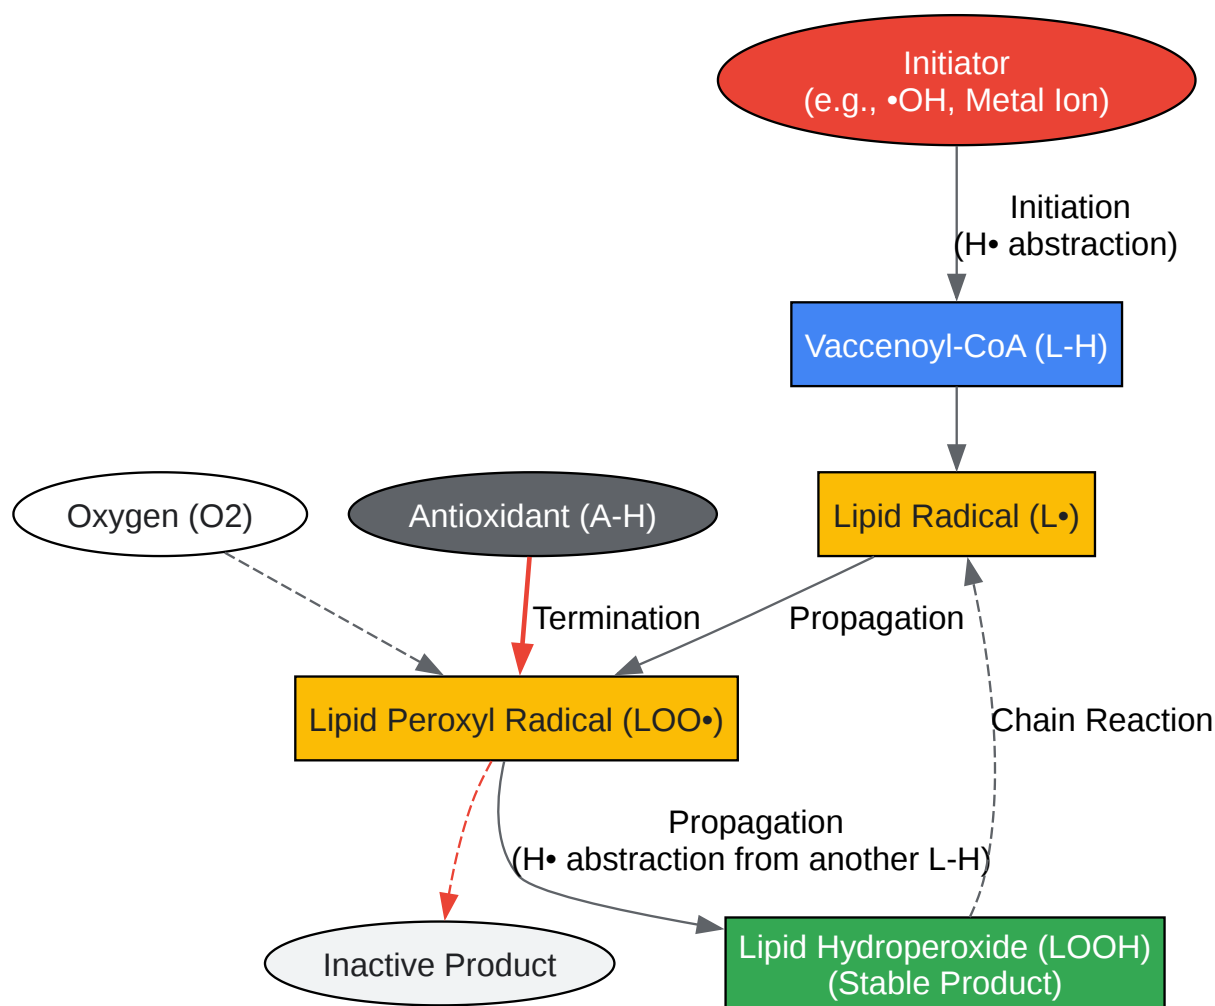 Initiator
(e.g., •OH, Metal Ion)
Initiation
(H• abstraction)
Vaccenoyl-CoA (L-H)
Oxygen (O2)
Antioxidant (A-H)
Lipid Radical (L•)
Termination
Propagation
Lipid Peroxyl Radical (LOO•)
Chain Reaction
Propagation
(H• abstraction from another L-H)
Inactive Product
Lipid Hydroperoxide (LOOH)
(Stable Product)